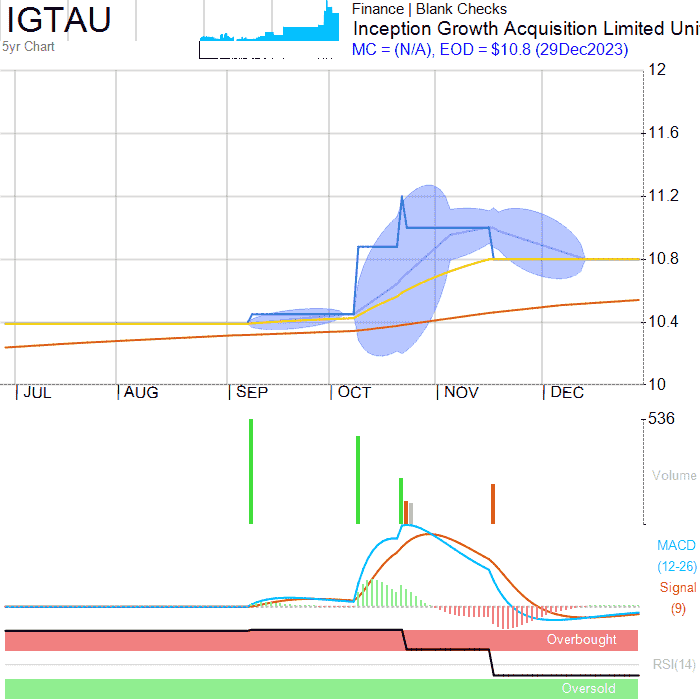 IGTAU
5yr Chart
Finance | Blank Checks
Inception Growth Acquisition Limited Uni
MC = (N/A), EOD = $10.8 (29Dec2023)
12
11.6
11.2
10.8
10.4
10
JUL AUG SEP OCT NOV DEC
536
Volume
MACD
(12-26)
Signal
(9)
Overbought
RSI(14)
Oversold